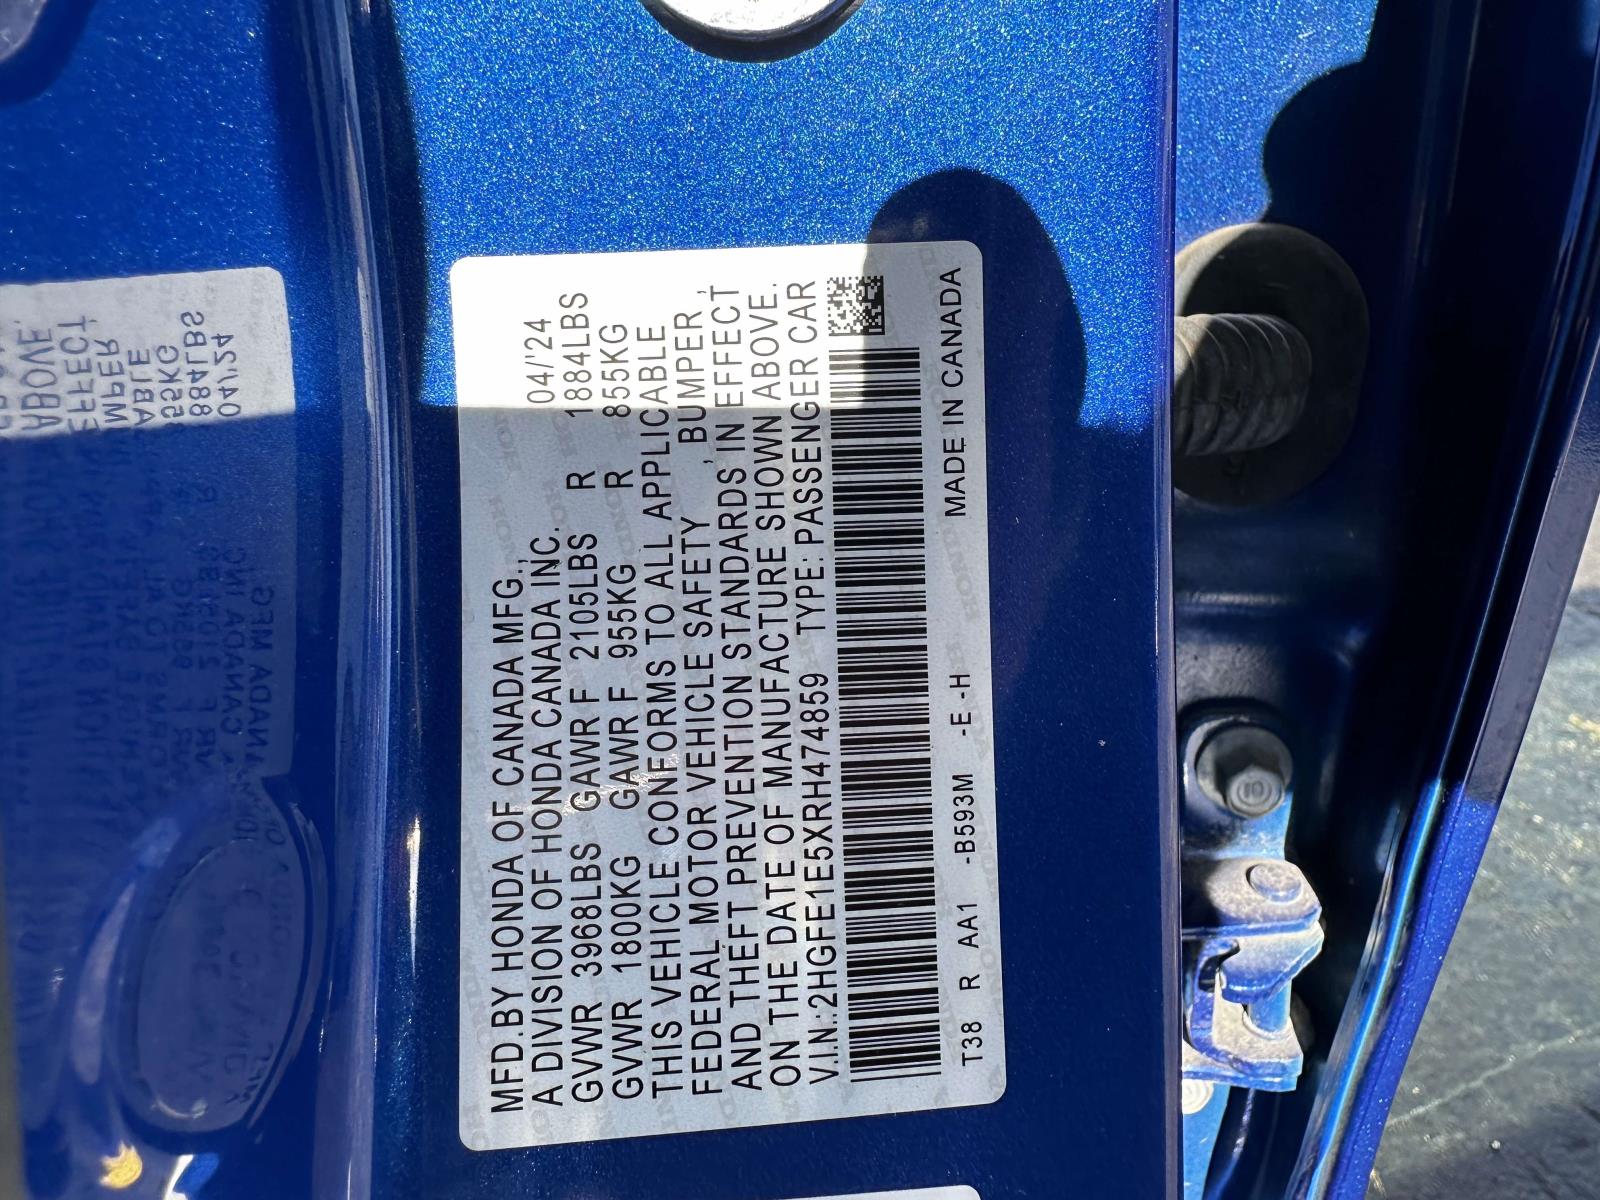 MFD.BY HONDA OF CANADA MFG., 04/'24
A DIVISION OF HONDA CANADA INC.
GVWR 3968LBS GAWR F 2105LBS R 1884LBS
GVWR 1800KG GAWR F 955KG R 855KG
THIS VEHICLE CONFORMS TO ALL APPLICABLE
FEDERAL MOTOR VEHICLE SAFETY , BUMPER ,
AND THEFT PREVENTION STANDARDS IN EFFECT
ON THE DATE OF MANUFACTURE SHOWN ABOVE.
V.I.N.:2HGFE1E5XRH474859 TYPE: PASSENGER CAR
T38 R AA1 -B593M -E -H MADE IN CANADA